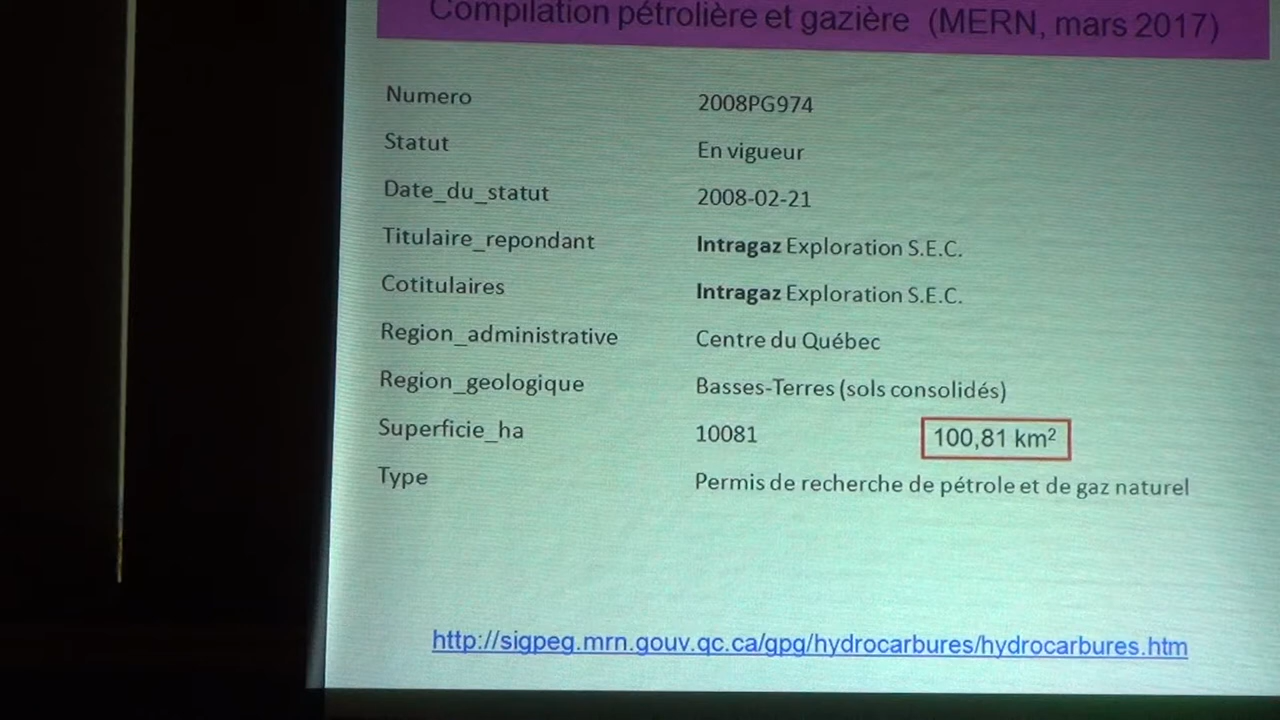 Compilation pétrolière et gazière (MERN, mars 2017)
Numero 2008PG974
Statut En vigueur
Date_du_statut 2008-02-21
Titulaire_repondant Intragaz Exploration S.E.C.
Cotitulaires Intragaz Exploration S.E.C.
Region_administrative Centre du Québec
Region_geologique Basses-Terres (sols consolidés)
Superficie_ha 10081 100,81 km²
Type Permis de recherche de pétrole et de gaz naturel
http://sigpeg.mrn.gouv.qc.ca/gpg/hydrocarbures/hydrocarbures.htm